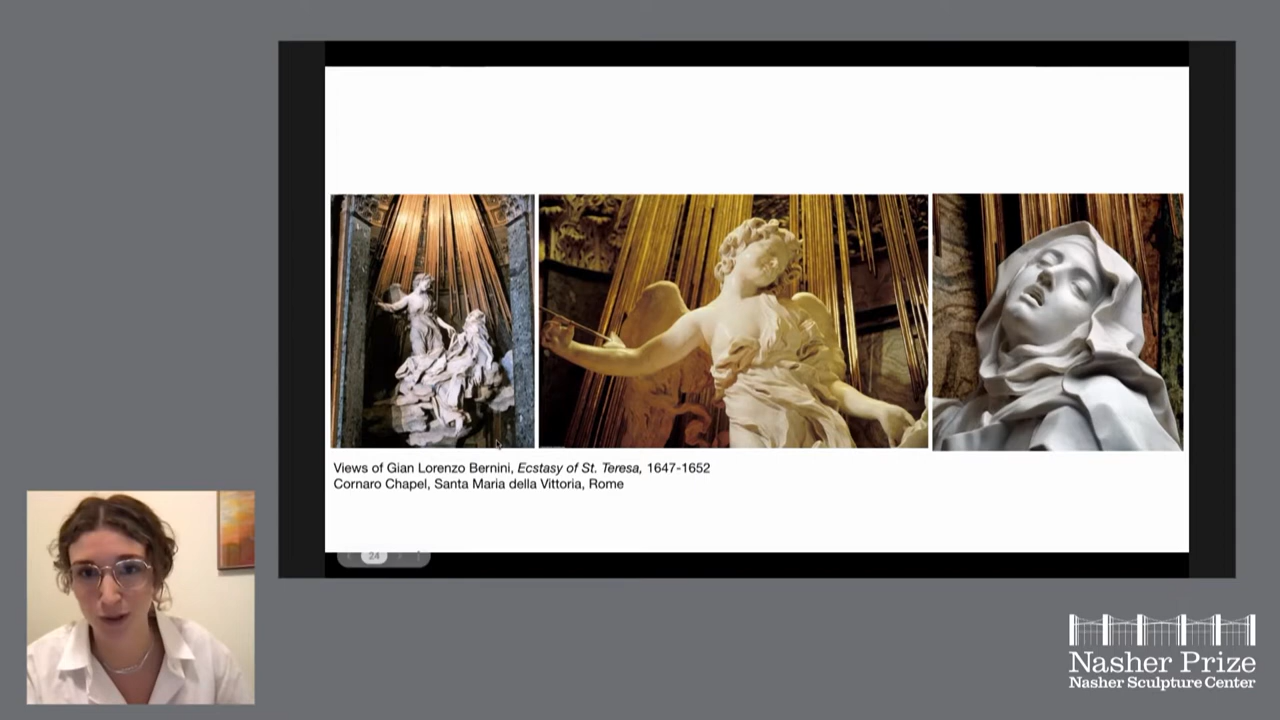 Views of Gian Lorenzo Bernini, Ecstasy of St. Teresa, 1647-1652
Cornaro Chapel, Santa Maria della Vittoria, Rome
24
Nasher Prize
Nasher Sculpture Center